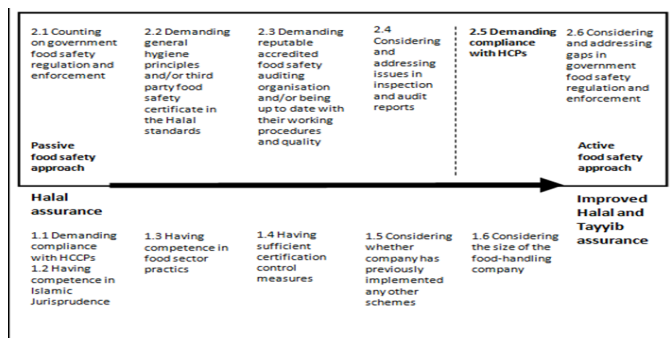 2.1 Counting
on government
food safety
regulation and
enforcement
2.2 Demanding
general
hygiene
principles
and/or third
party food
safety
certificate in
the Halal
standards
2.3 Demanding
reputable
accredited
food safety
auditing
organisation
and/or being
up to date with
their working
procedures
and quality
2.4
Considering
and
addressing
issues in
inspection
and audit
reports
2.5 Demanding
compliance
with HCPs
2.6 Considering
and addressing
gaps in
government
food safety
regulation and
enforcement
Passive
food safety
approach
Active
food safety
approach
Halal
assurance
Improved
Halal and
Tayyib
assurance
1.1 Demanding
compliance
with HCCPs
1.2 Having
competence in
Islamic
Jurisprudence
1.3 Having
competence in
food sector
practics
1.4 Having
sufficient
certification
control
measures
1.5 Considering
whether
company has
previously
implemented
any other
schemes
1.6 Considering
the size of the
food-handling
company